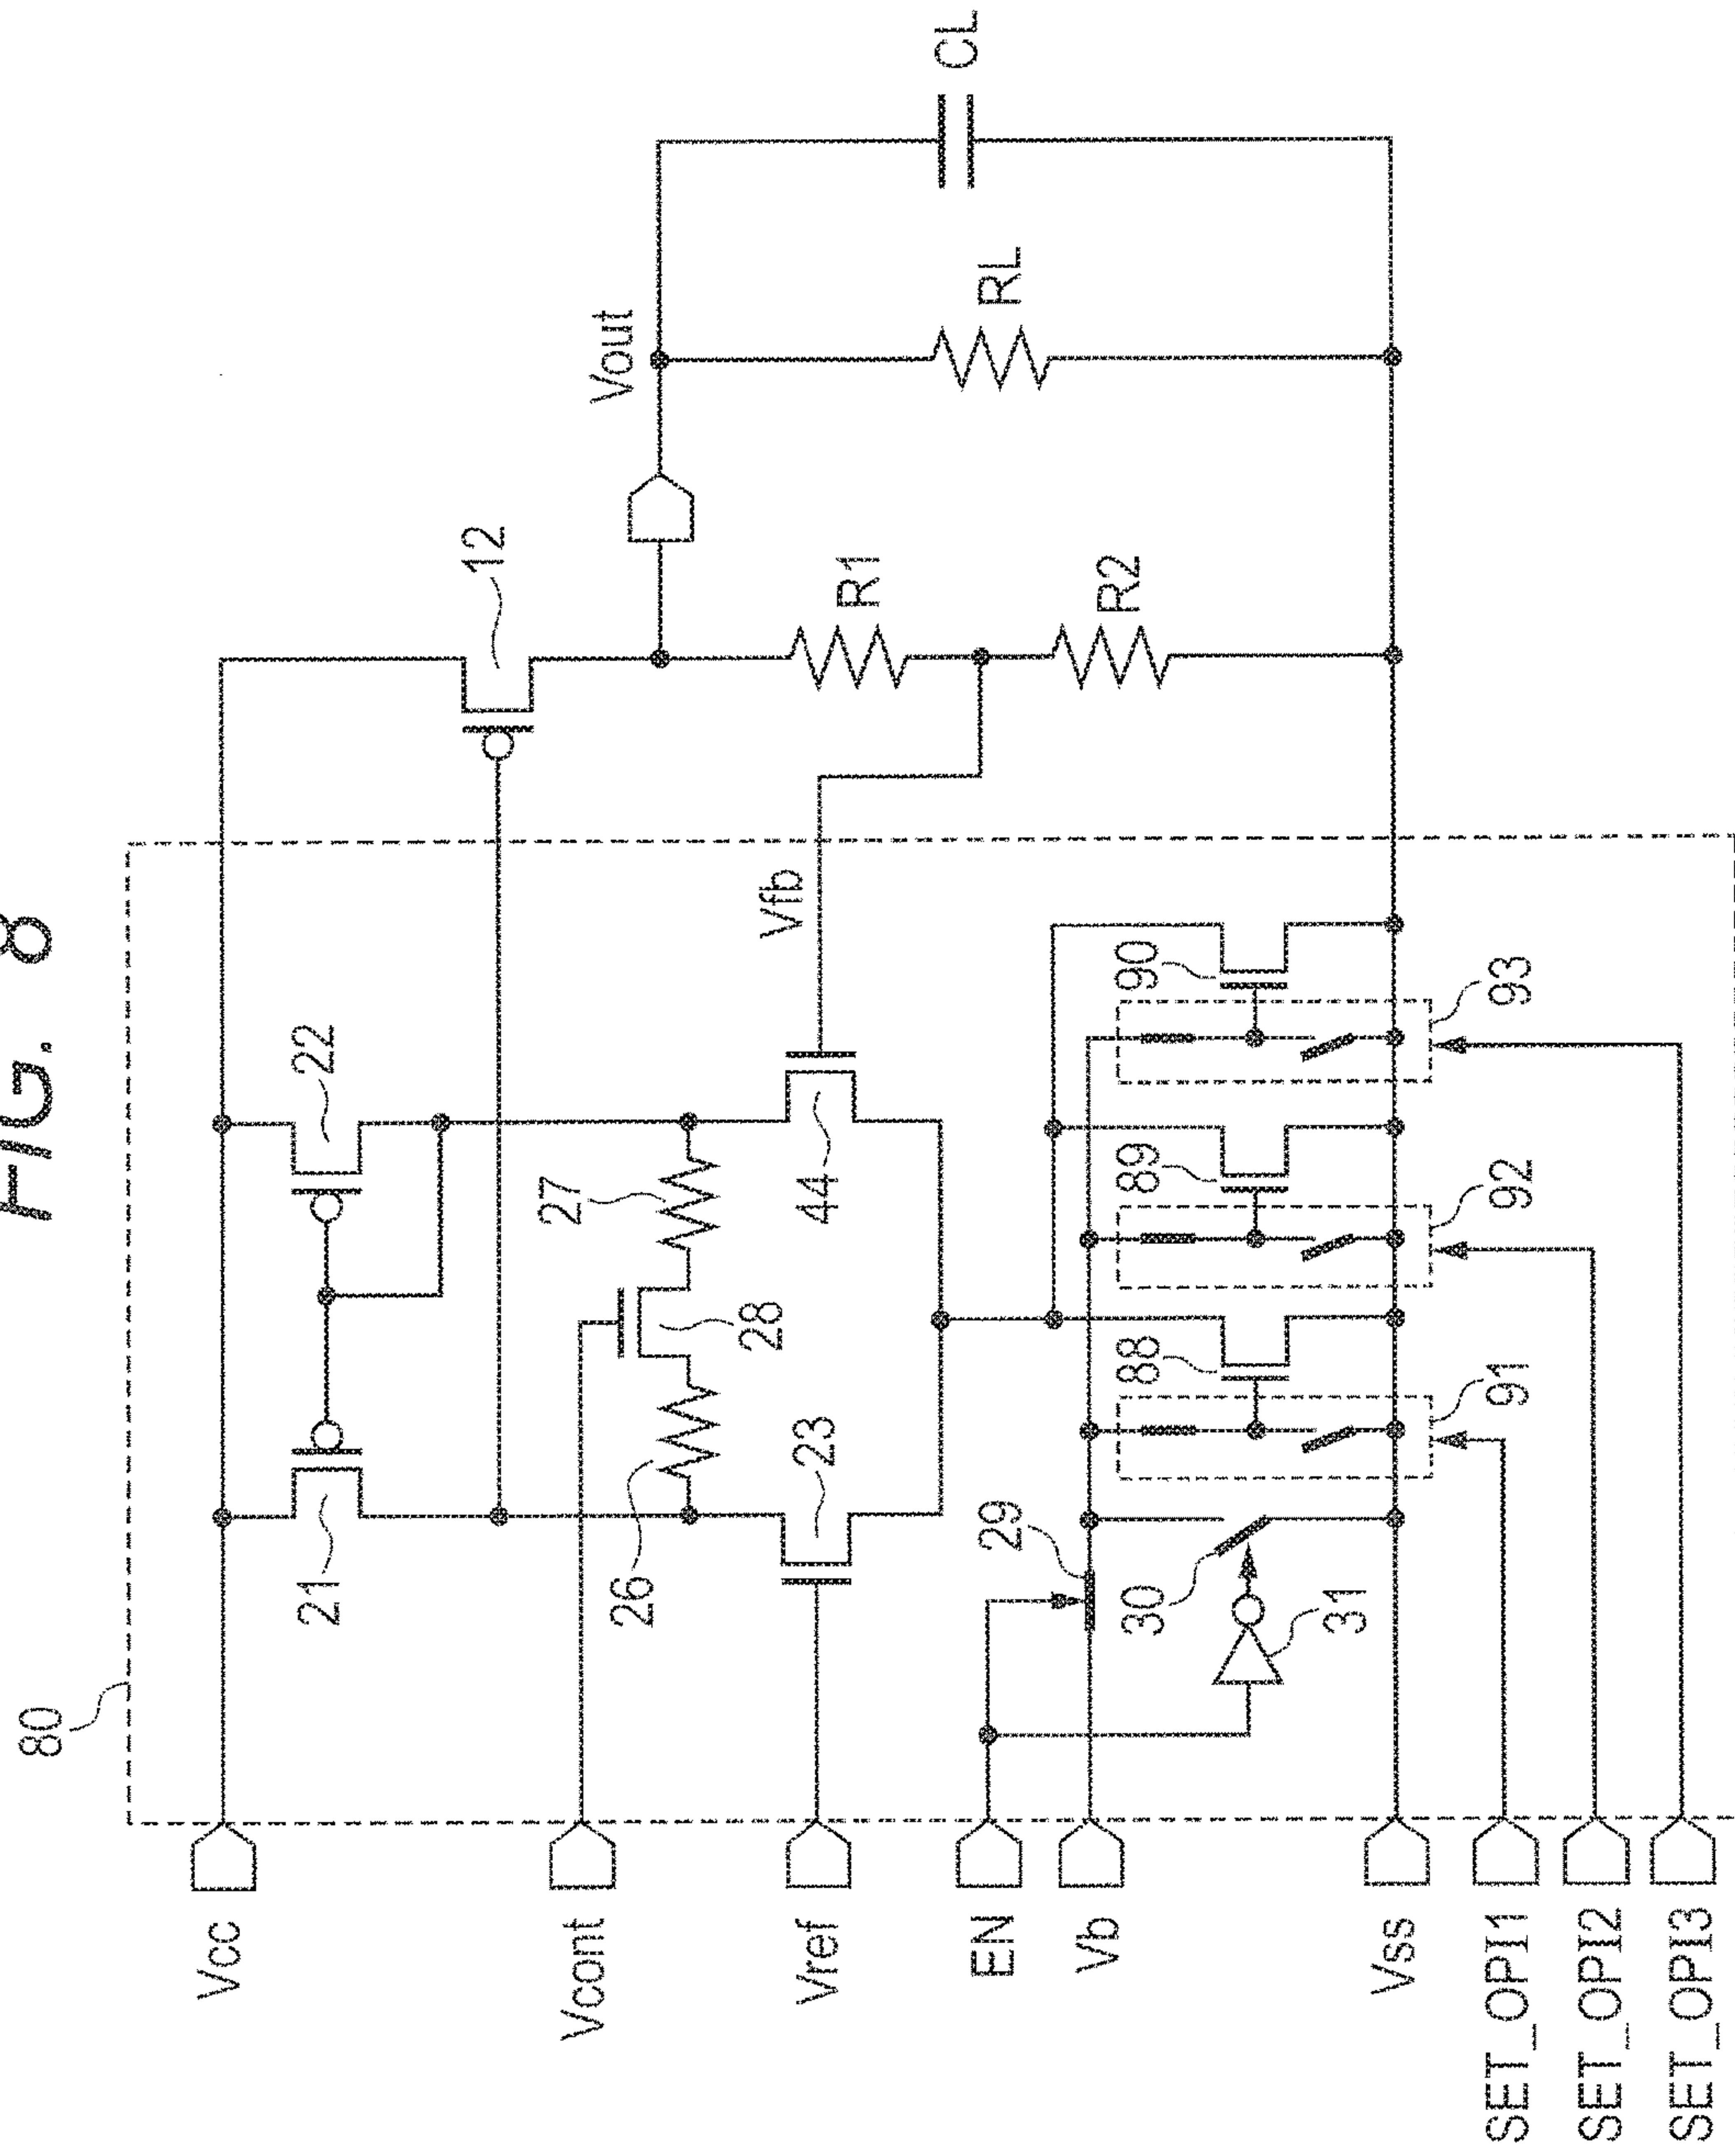 FIG. 8
80
Vcc
Vcont
Vref
EN
Vb
Vss
SET_OPI1
SET_OPI2
SET_OPI3
21
22
12
26
27
28
23
44
Vfb
29
30
31
88
89
90
91
92
93
R1
R2
Vout
RL
CL